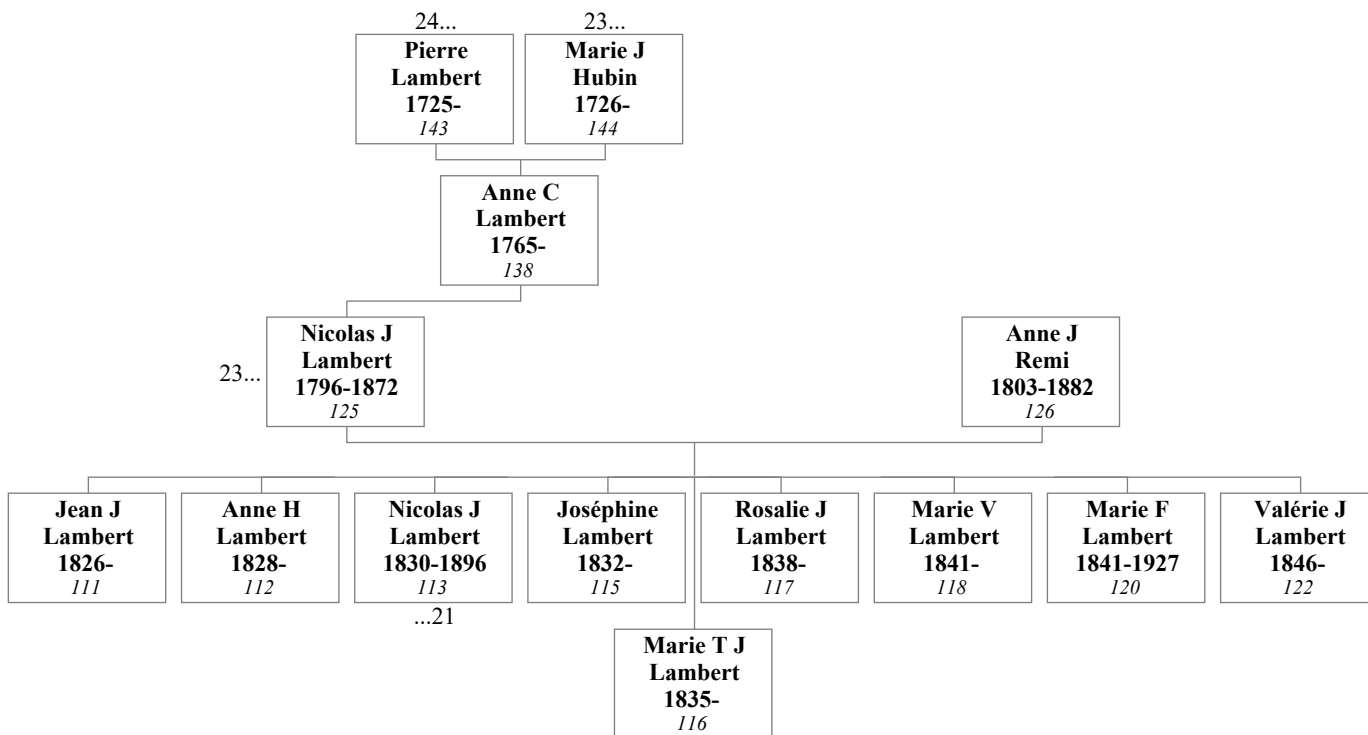 24...
Pierre
Lambert
1725-
143
23...
Marie J
Hubin
1726-
144
Anne C
Lambert
1765-
138
23...
Nicolas J
Lambert
1796-1872
125
Anne J
Remi
1803-1882
126
Jean J
Lambert
1826-
111
Anne H
Lambert
1828-
112
Nicolas J
Lambert
1830-1896
113
...21
Joséphine
Lambert
1832-
115
Rosalie J
Lambert
1838-
117
Marie V
Lambert
1841-
118
Marie F
Lambert
1841-1927
120
Valérie J
Lambert
1846-
122
Marie T J
Lambert
1835-
116